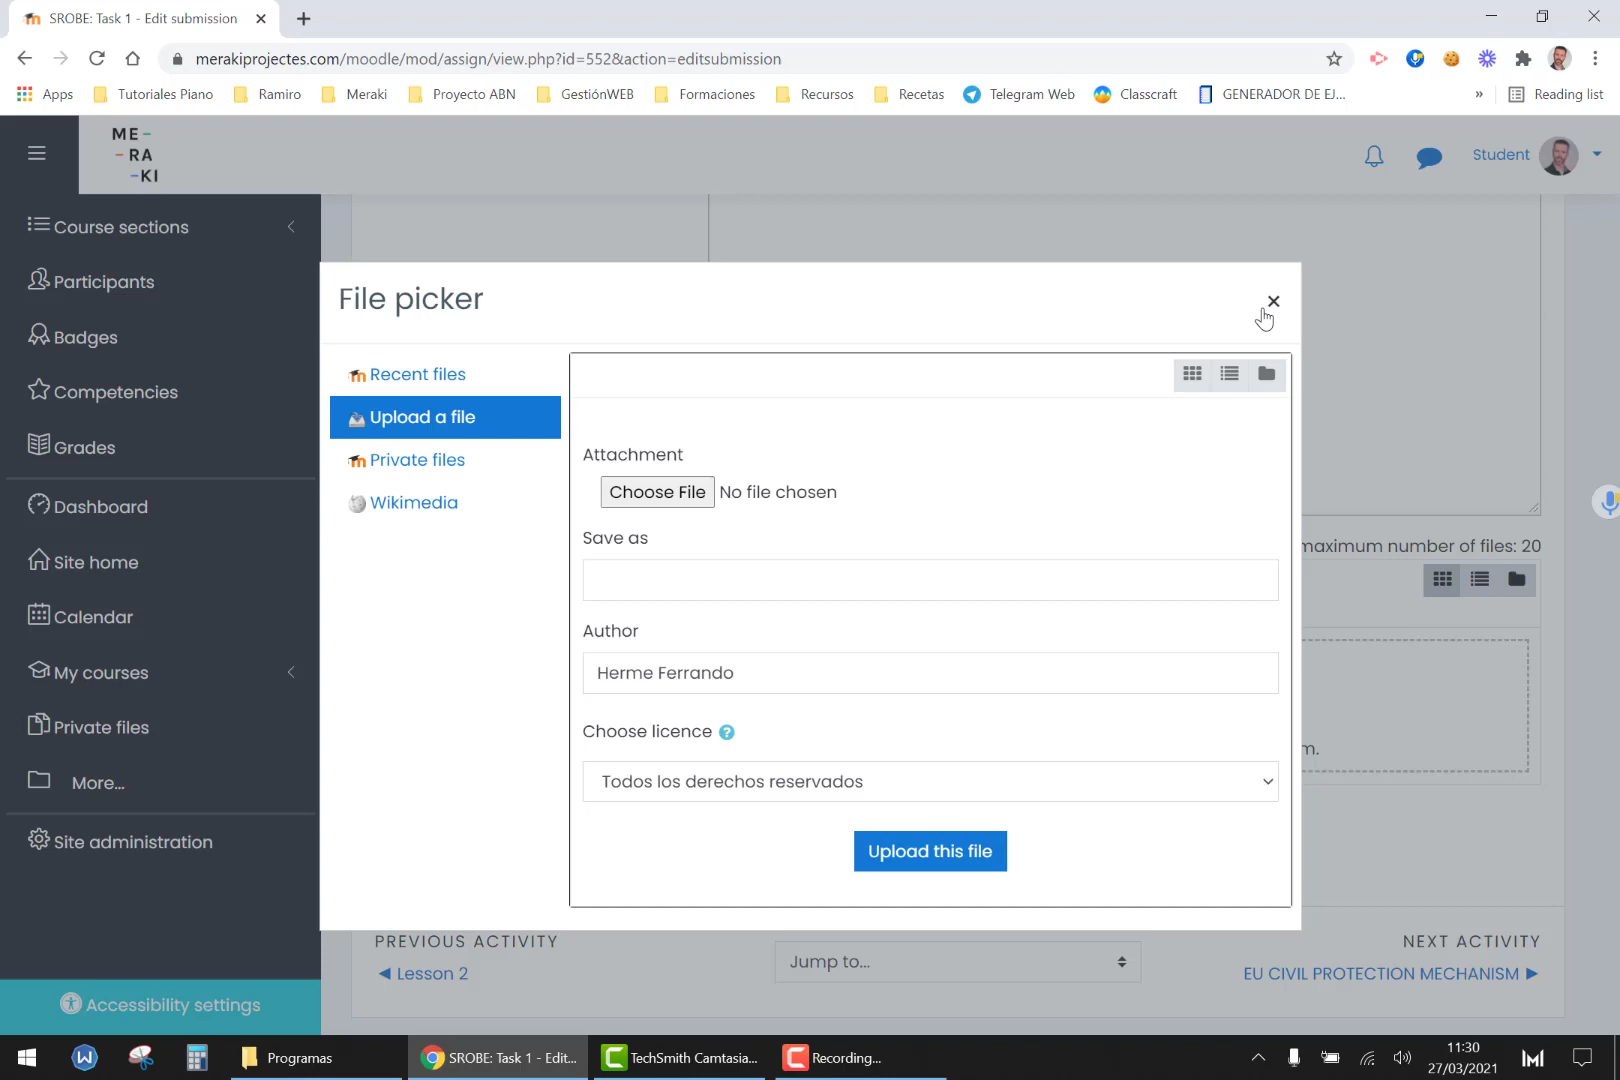 SROBE: Task 1 - Edit submission
merakiprojectes.com/moodle/mod/assign/view.php?id=552&action=editsubmission
Apps
Tutoriales Piano
Ramiro
Meraki
Proyecto ABN
GestiónWEB
Formaciones
Recursos
Recetas
Telegram Web
Classcraft
GENERADOR DE EJ...
»
Reading list
ME –
– RA
– KI
Student
Course sections
Participants
Badges
Competencies
Grades
Dashboard
Site home
Calendar
My courses
Private files
More...
Site administration
Accessibility settings
File picker
Recent files
Upload a file
Private files
Wikimedia
Attachment
Choose File No file chosen
Save as
Author
Herme Ferrando
Choose licence
Todos los derechos reservados
Upload this file
maximum number of files: 20
m.
PREVIOUS ACTIVITY
◀ Lesson 2
Jump to...
NEXT ACTIVITY
EU CIVIL PROTECTION MECHANISM ▶
Programas
SROBE: Task 1 - Edit...
TechSmith Camtasia...
Recording...
11:30
27/03/2021